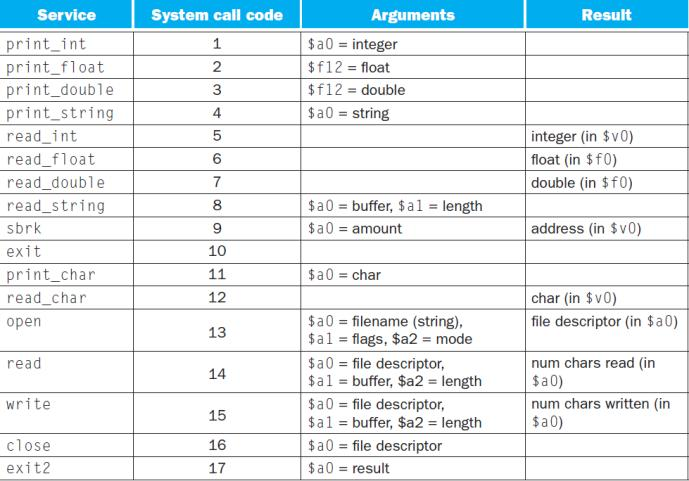 Service System call code Arguments Result
print_int 1 $a0 = integer
print_float 2 $f12 = float
print_double 3 $f12 = double
print_string 4 $a0 = string
read_int 5 integer (in $v0)
read_float 6 float (in $f0)
read_double 7 double (in $f0)
read_string 8 $a0 = buffer, $a1 = length
sbrk 9 $a0 = amount address (in $v0)
exit 10
print_char 11 $a0 = char
read_char 12 char (in $v0)
open 13 $a0 = filename (string), file descriptor (in $a0)
$a1 = flags, $a2 = mode
read 14 $a0 = file descriptor, num chars read (in
$a1 = buffer, $a2 = length $a0)
write 15 $a0 = file descriptor, num chars written (in
$a1 = buffer, $a2 = length $a0)
close 16 $a0 = file descriptor
exit2 17 $a0 = result